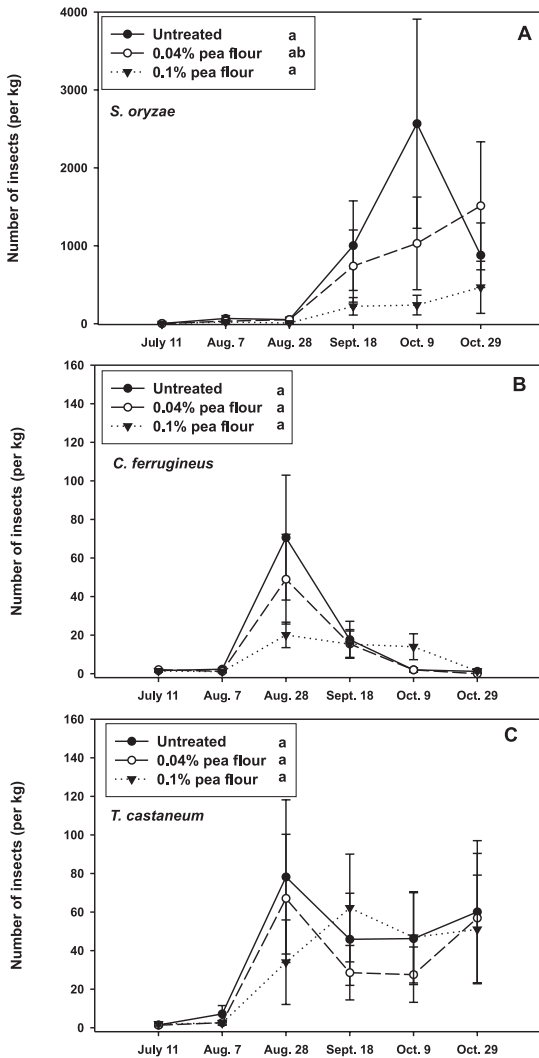 A
Untreated a
0.04% pea flour ab
0.1% pea flour a
S. oryzae
Number of insects (per kg)
4000
3000
2000
1000
0
July 11 Aug. 7 Aug. 28 Sept. 18 Oct. 9 Oct. 29
B
Untreated a
0.04% pea flour a
0.1% pea flour a
C. ferrugineus
Number of insects (per kg)
160
140
120
100
80
60
40
20
0
July 11 Aug. 7 Aug. 28 Sept. 18 Oct. 9 Oct. 29
C
Untreated a
0.04% pea flour a
0.1% pea flour a
T. castaneum
Number of insects (per kg)
160
140
120
100
80
60
40
20
0
July 11 Aug. 7 Aug. 28 Sept. 18 Oct. 9 Oct. 29